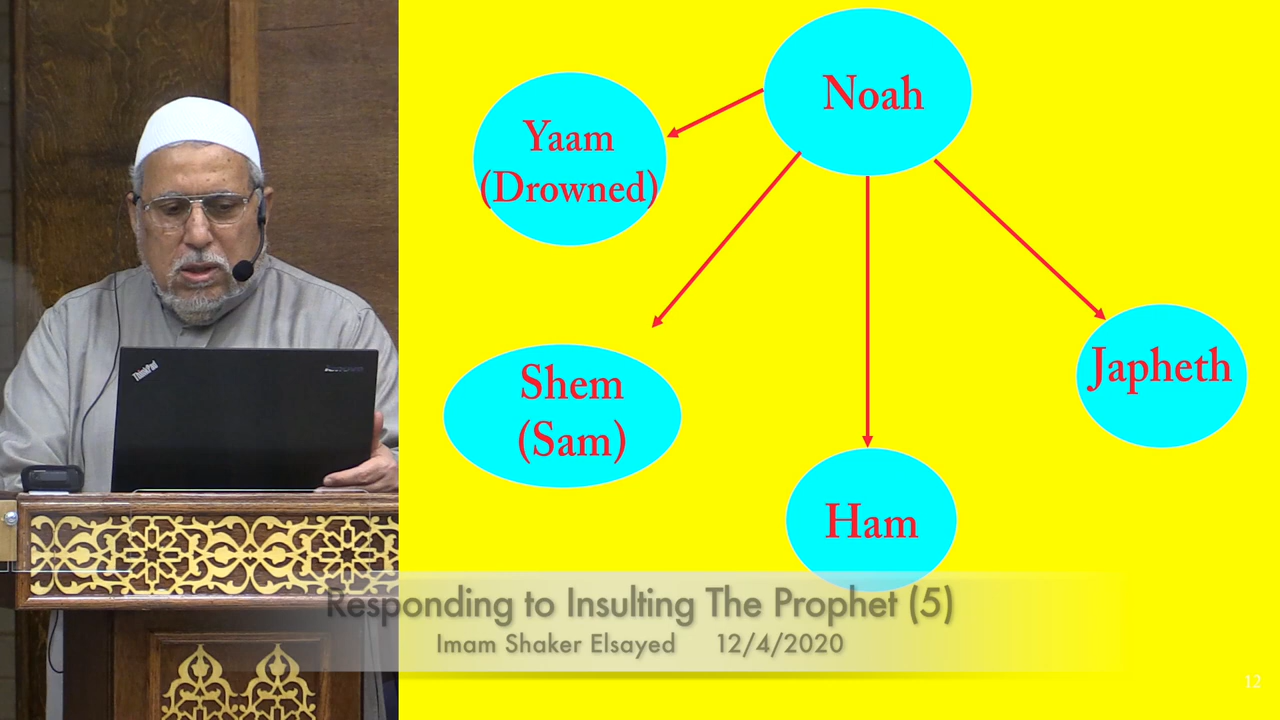 Noah
Yaam
(Drowned)
Shem
(Sam)
Japheth
Ham
ThinkPad
Responding to Insulting The Prophet (5)
Imam Shaker Elsayed 12/4/2020
12